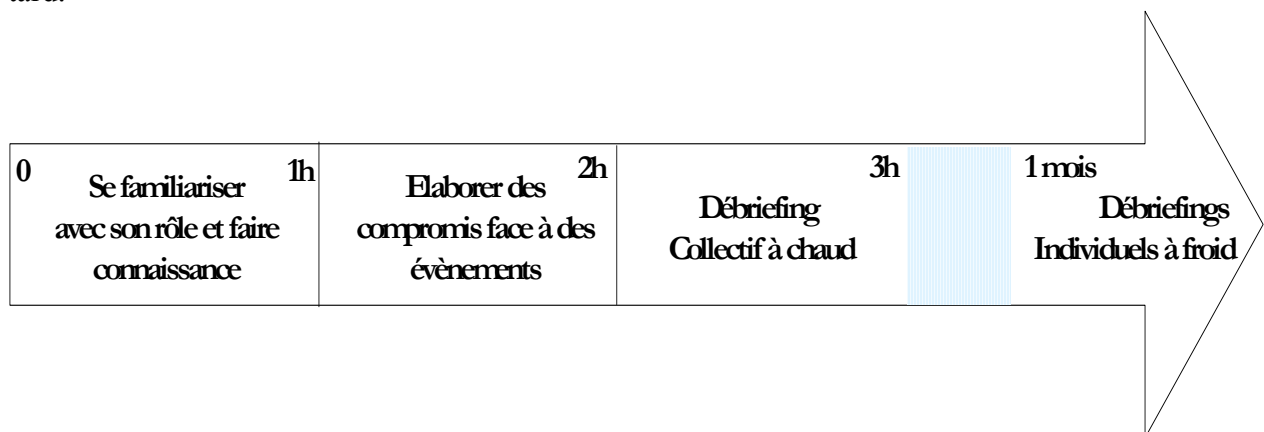 tard.
0
Se familiariser
avec son rôle et faire
connaissance
1h
Elaborer des
compromis face à des
évènements
2h
Débriefing
Collectif à chaud
3h
1 mois
Débriefings
Individuels à froid